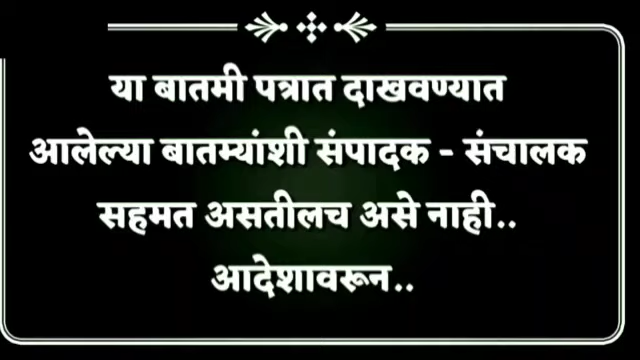 या बातमी पत्रात दाखवण्यात
आलेल्या बातम्यांशी संपादक - संचालक
सहमत असतीलच असे नाही..
आदेशावरून..